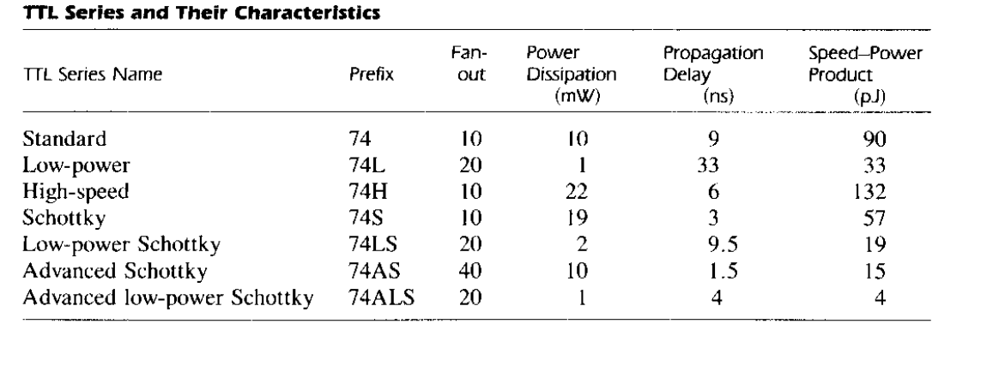 TTL Series and Their Characteristics
Fan- Power Propagation Speed–Power
TTL Series Name Prefix out Dissipation Delay Product
(mW) (ns) (pJ)
Standard 74 10 10 9 90
Low-power 74L 20 1 33 33
High-speed 74H 10 22 6 132
Schottky 74S 10 19 3 57
Low-power Schottky 74LS 20 2 9.5 19
Advanced Schottky 74AS 40 10 1.5 15
Advanced low-power Schottky 74ALS 20 1 4 4